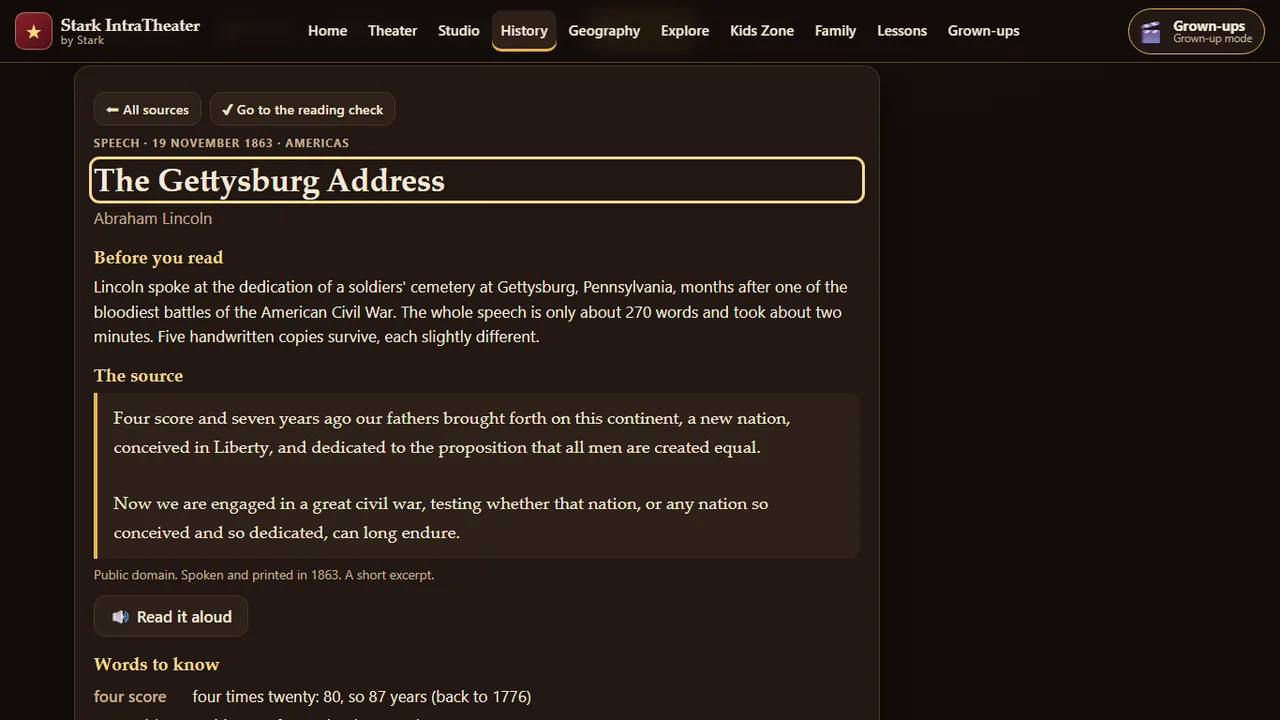 Stark IntraTheater
by Stark
Home Theater Studio History Geography Explore Kids Zone Family Lessons Grown-ups
Grown-ups
Grown-up mode
⬅ All sources ✔ Go to the reading check
SPEECH · 19 NOVEMBER 1863 · AMERICAS
The Gettysburg Address
Abraham Lincoln
Before you read
Lincoln spoke at the dedication of a soldiers' cemetery at Gettysburg, Pennsylvania, months after one of the
bloodiest battles of the American Civil War. The whole speech is only about 270 words and took about two
minutes. Five handwritten copies survive, each slightly different.
The source
Four score and seven years ago our fathers brought forth on this continent, a new nation,
conceived in Liberty, and dedicated to the proposition that all men are created equal.
Now we are engaged in a great civil war, testing whether that nation, or any nation so
conceived and so dedicated, can long endure.
Public domain. Spoken and printed in 1863. A short excerpt.
Read it aloud
Words to know
four score four times twenty: 80, so 87 years (back to 1776)